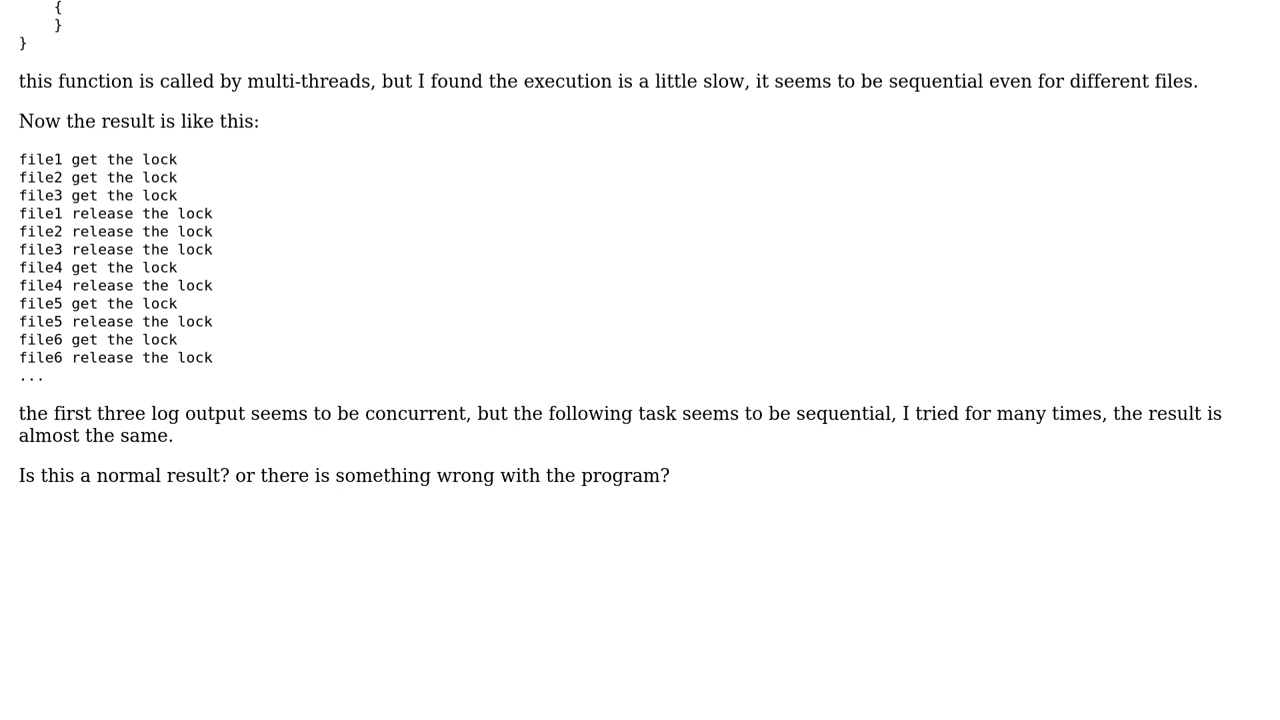 {
}
}
this function is called by multi-threads, but I found the execution is a little slow, it seems to be sequential even for different files.
Now the result is like this:
file1 get the lock
file2 get the lock
file3 get the lock
file1 release the lock
file2 release the lock
file3 release the lock
file4 get the lock
file4 release the lock
file5 get the lock
file5 release the lock
file6 get the lock
file6 release the lock
...
the first three log output seems to be concurrent, but the following task seems to be sequential, I tried for many times, the result is
almost the same.
Is this a normal result? or there is something wrong with the program?